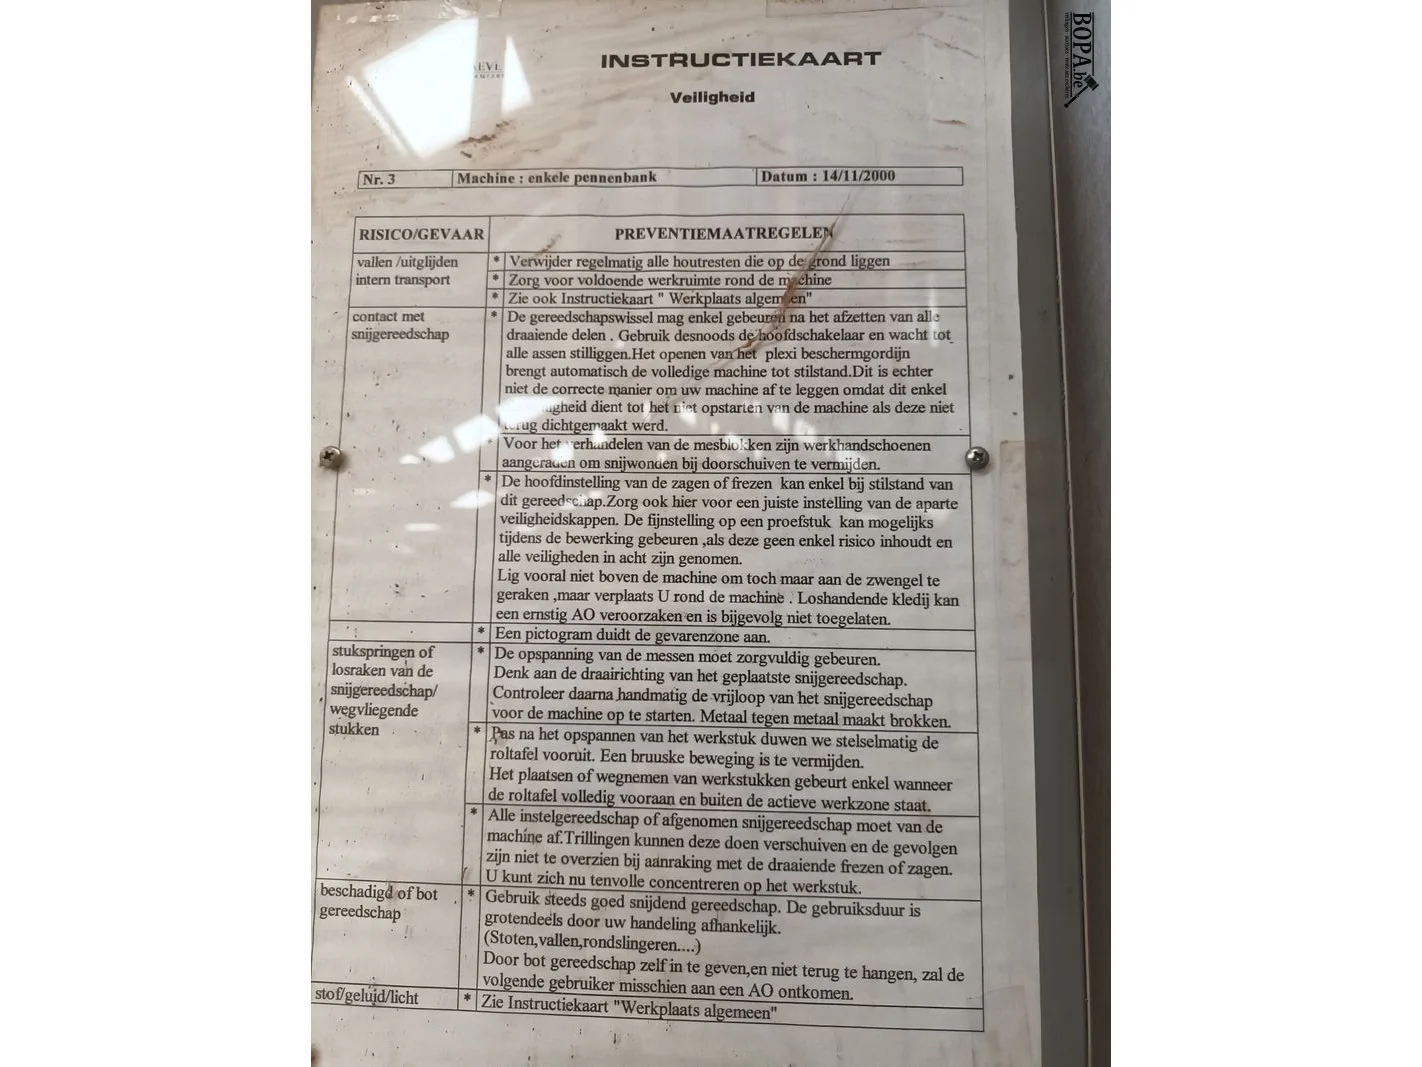 INSTRUCTIEKAART
Veiligheid
Nr. 3 Machine : enkele pennenbank Datum : 14/11/2000
RISICO/GEVAAR PREVENTIEMAATREGELEN
vallen /uitglijden
intern transport
* Verwijder regelmatig alle houtresten die op de grond liggen
* Zorg voor voldoende werkruimte rond de machine
* Zie ook Instructiekaart " Werkplaats algemeen"
contact met
snijgereedschap
* De gereedschapswissel mag enkel gebeuren na het afzetten van alle
draaiende delen . Gebruik desnoods de hoofdschakelaar en wacht tot
alle assen stilliggen.Het openen van het plexi beschermgordijn
brengt automatisch de volledige machine tot stilstand.Dit is echter
niet de correcte manier om uw machine af te leggen omdat dit enkel
dient tot het niet opstarten van de machine als deze niet
dichtgemaakt werd.
* Voor het verhandelen van de mesblokken zijn werkhandschoenen
aangeraden om snijwonden bij doorschuiven te vermijden.
* De hoofdinstelling van de zagen of frezen kan enkel bij stilstand van
dit gereedschap.Zorg ook hier voor een juiste instelling van de aparte
veiligheidskappen. De fijnstelling op een proefstuk kan mogelijks
tijdens de bewerking gebeuren ,als deze geen enkel risico inhoudt en
alle veiligheden in acht zijn genomen.
Lig vooral niet boven de machine om toch maar aan de zwengel te
geraken ,maar verplaats U rond de machine . Loshandende kledij kan
een ernstig AO veroorzaken en is bijgevolg niet toegelaten.
* Een pictogram duidt de gevarenzone aan.
stukspringen of
losraken van de
snijgereedschap/
wegvliegende
stukken
* De opspanning van de messen moet zorgvuldig gebeuren.
Denk aan de draairichting van het geplaatste snijgereedschap.
Controleer daarna handmatig de vrijloop van het snijgereedschap
voor de machine op te starten. Metaal tegen metaal maakt brokken.
* Pas na het opspannen van het werkstuk duwen we stelselmatig de
roltafel vooruit. Een bruuske beweging is te vermijden.
Het plaatsen of wegnemen van werkstukken gebeurt enkel wanneer
de roltafel volledig vooraan en buiten de actieve werkzone staat.
* Alle instelgereedschap of afgenomen snijgereedschap moet van de
machine af.Trillingen kunnen deze doen verschuiven en de gevolgen
zijn niet te overzien bij aanraking met de draaiende frezen of zagen.
U kunt zich nu tenvolle concentreren op het werkstuk.
beschadigd of bot
gereedschap
* Gebruik steeds goed snijdend gereedschap. De gebruiksduur is
grotendeels door uw handeling afhankelijk.
(Stoten,vallen,rondslingeren....)
Door bot gereedschap zelf in te geven,en niet terug te hangen, zal de
volgende gebruiker misschien aan een AO ontkomen.
stof/geluid/licht
* Zie Instructiekaart "Werkplaats algemeen"
BOPA.be